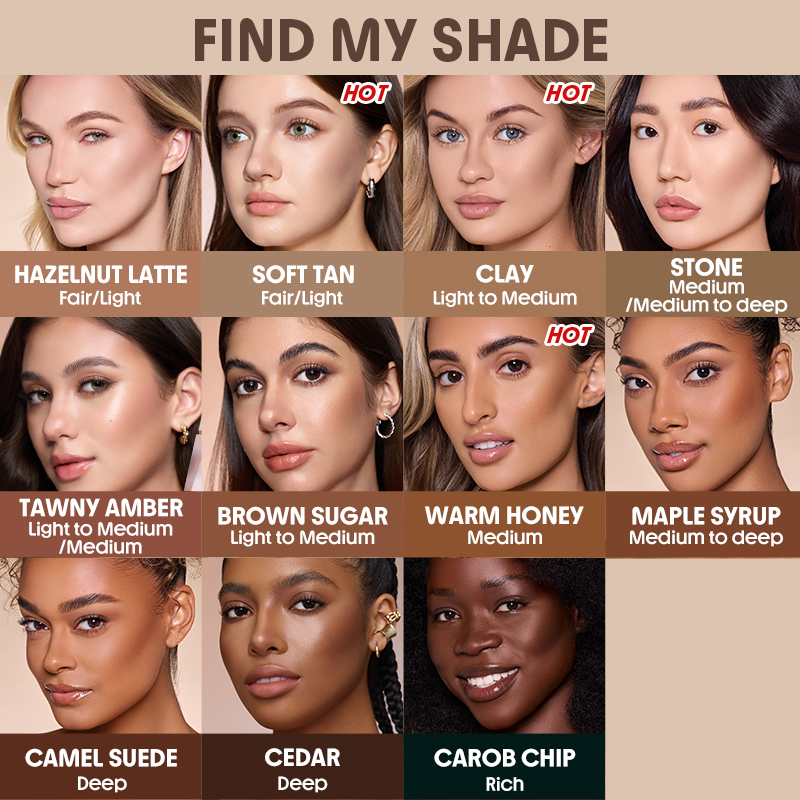 FIND MY SHADE
HOT
HOT
HAZELNUT LATTE
Fair/Light
SOFT TAN
Fair/Light
CLAY
Light to Medium
STONE
Medium
/Medium to deep
HOT
TAWNY AMBER
Light to Medium
/Medium
BROWN SUGAR
Light to Medium
WARM HONEY
Medium
MAPLE SYRUP
Medium to deep
CAMEL SUEDE
Deep
CEDAR
Deep
CAROB CHIP
Rich